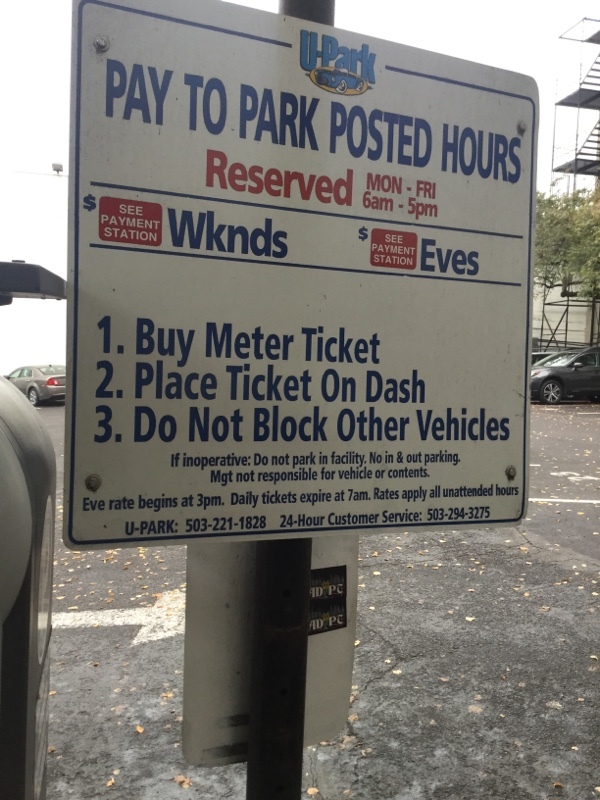 U-Park
PAY TO PARK POSTED HOURS
Reserved MON - FRI
6am - 5pm
$ SEE PAYMENT STATION Wknds
$ SEE PAYMENT STATION Eves
1. Buy Meter Ticket
2. Place Ticket On Dash
3. Do Not Block Other Vehicles
If inoperative: Do not park in facility. No in & out parking.
Mgt not responsible for vehicle or contents.
Eve rate begins at 3pm. Daily tickets expire at 7am. Rates apply all unattended hours
U-PARK: 503-221-1828 24-Hour Customer Service: 503-294-3275